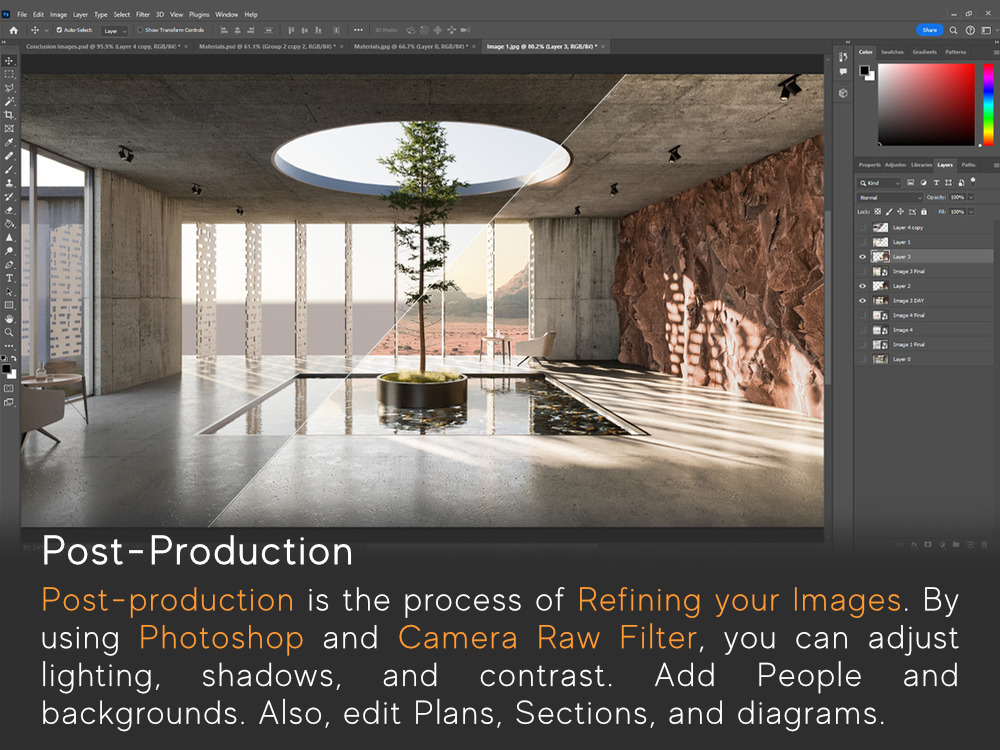 File Edit Image Layer Type Select Filter 3D View Plugins Window Help
Auto-Select: Layer Show Transform Controls 3D Mode: Share
Conclusion Images.psd @ 95.9% (Layer 4 copy, RGB/8#) * × Materials.psd @ 61.1% (Group 2 copy 2, RGB/8#) * × Materials.jpg @ 66.7% (Layer 0, RGB/8#) * × Image 1.jpg @ 80.2% (Layer 3, RGB/8#) * ×
Color Swatches Gradients Patterns
Properti Adjustm Libraries Layers Paths
Kind
Normal Opacity: 100%
Lock: Fill: 100%
Layer 4 copy
Layer 1
Layer 3
Image 3 Final
Layer 2
Image 3 DAY
Image 4 Final
Image 4
Image 1 Final
Layer 0
Post-Production
Post-production is the process of Refining your Images. By
using Photoshop and Camera Raw Filter, you can adjust
lighting, shadows, and contrast. Add People and
backgrounds. Also, edit Plans, Sections, and diagrams.